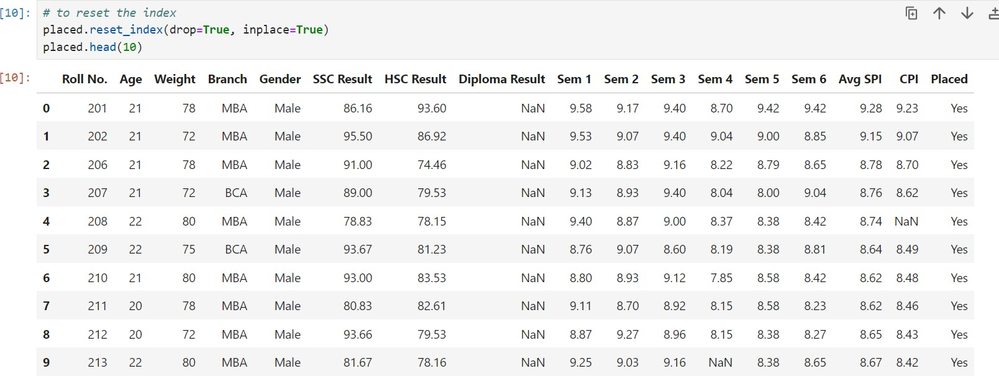 [10]: # to reset the index
placed.reset_index(drop=True, inplace=True)
placed.head(10)
[10]: Roll No. Age Weight Branch Gender SSC Result HSC Result Diploma Result Sem 1 Sem 2 Sem 3 Sem 4 Sem 5 Sem 6 Avg SPI CPI Placed
0 201 21 78 MBA Male 86.16 93.60 NaN 9.58 9.17 9.40 8.70 9.42 9.42 9.28 9.23 Yes
1 202 21 72 MBA Male 95.50 86.92 NaN 9.53 9.07 9.40 9.04 9.00 8.85 9.15 9.07 Yes
2 206 21 78 MBA Male 91.00 74.46 NaN 9.02 8.83 9.16 8.22 8.79 8.65 8.78 8.70 Yes
3 207 21 72 BCA Male 89.00 79.53 NaN 9.13 8.93 9.40 8.04 8.00 9.04 8.76 8.62 Yes
4 208 22 80 MBA Male 78.83 78.15 NaN 9.40 8.87 9.00 8.37 8.38 8.42 8.74 NaN Yes
5 209 22 75 BCA Male 93.67 81.23 NaN 8.76 9.07 8.60 8.19 8.38 8.81 8.64 8.49 Yes
6 210 21 80 MBA Male 93.00 83.53 NaN 8.80 8.93 9.12 7.85 8.58 8.42 8.62 8.48 Yes
7 211 20 78 MBA Male 80.83 82.61 NaN 9.11 8.70 8.92 8.15 8.58 8.23 8.62 8.46 Yes
8 212 20 72 MBA Male 93.66 79.53 NaN 8.87 9.27 8.96 8.15 8.38 8.27 8.65 8.43 Yes
9 213 22 80 MBA Male 81.67 78.16 NaN 9.25 9.03 9.16 NaN 8.38 8.65 8.67 8.42 Yes